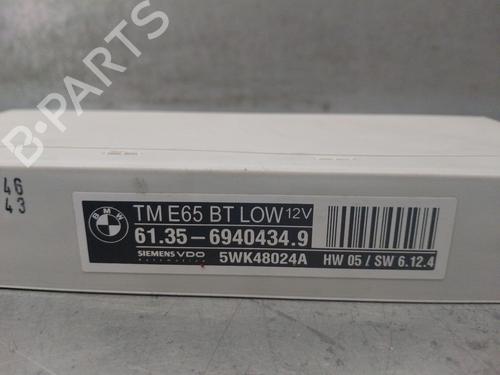 B-PARTS
46
43
BMW
TM E65 BT LOW 12V
61.35 - 6940434.9
SIEMENS VDO 5WK48024A HW 05 / SW 6.12.4
Automotive